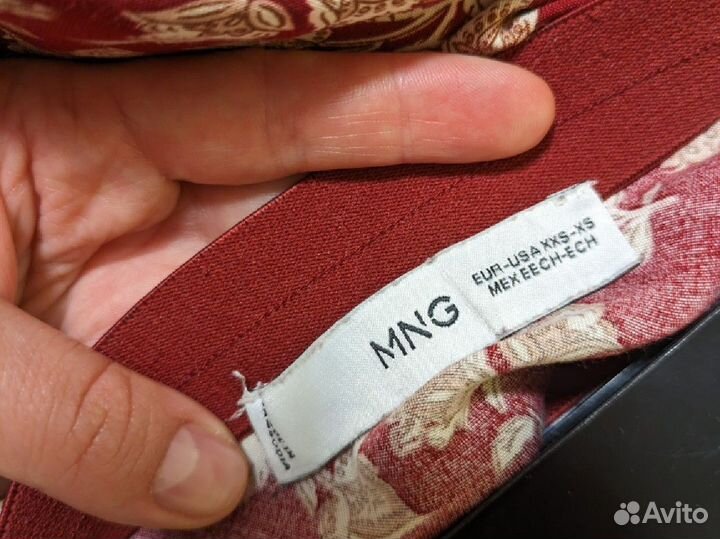 MNG
EUR-USA XXS-XS
MEX EECH-ECH
Avito